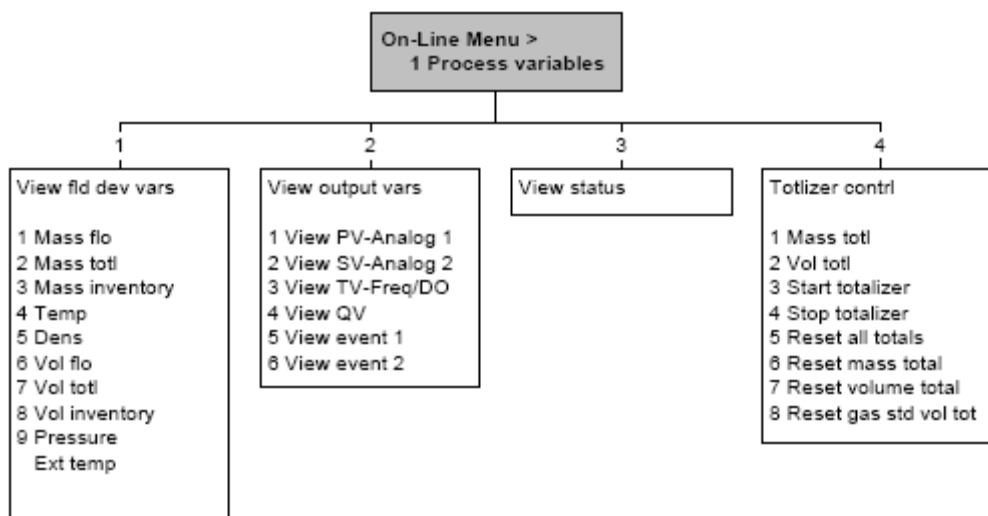 On-Line Menu >
1 Process variables
1
2
3
4
View fld dev vars
1 Mass flo
2 Mass totl
3 Mass inventory
4 Temp
5 Dens
6 Vol flo
7 Vol totl
8 Vol inventory
9 Pressure
Ext temp
View output vars
1 View PV-Analog 1
2 View SV-Analog 2
3 View TV-Freq/DO
4 View QV
5 View event 1
6 View event 2
View status
Totlizer contrl
1 Mass totl
2 Vol totl
3 Start totalizer
4 Stop totalizer
5 Reset all totals
6 Reset mass total
7 Reset volume total
8 Reset gas std vol tot